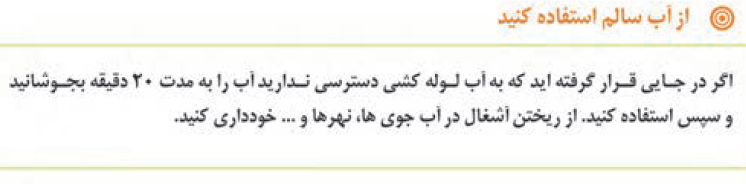 از آب سالم استفاده کنید
اگر در جایی قرار گرفته اید که به آب لوله کشی دسترسی ندارید آب را به مدت ۲۰ دقیقه بجوشانید
و سپس استفاده کنید. از ریختن آشغال در آب جوی ها، نهرها و ... خودداری کنید.